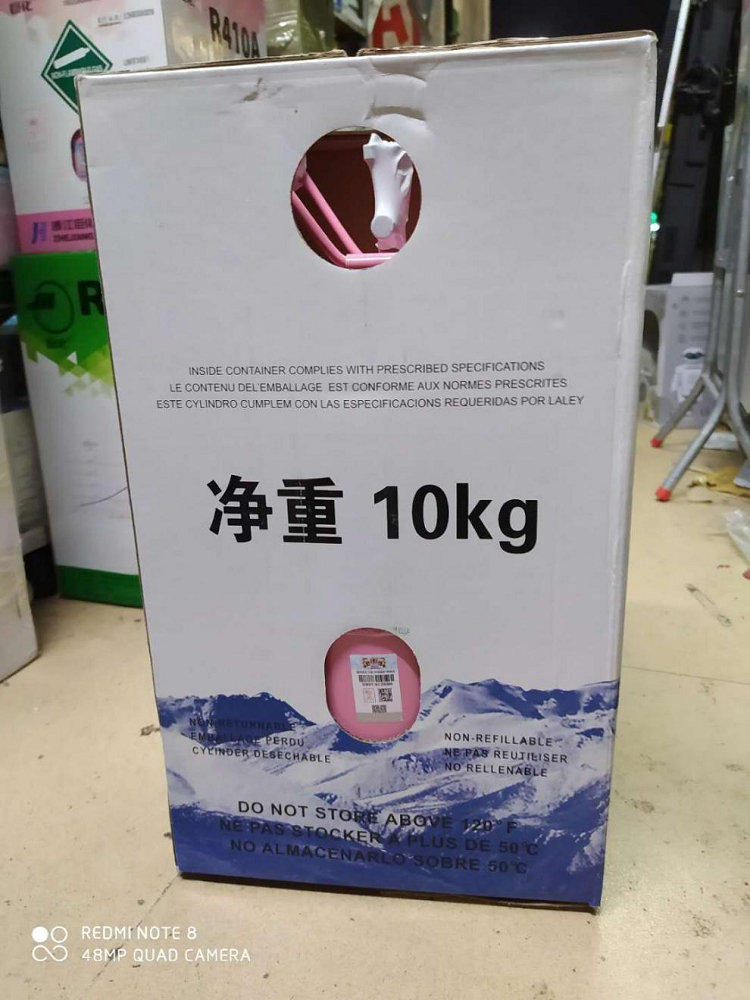 R410A
R
INSIDE CONTAINER COMPLIES WITH PRESCRIBED SPECIFICATIONS
LE CONTENU DEL'EMBALLAGE EST CONFORME AUX NORMES PRESCRITES
ESTE CYLINDRO CUMPLEM CON LAS ESPECIFICACIONS REQUERIDAS POR LALEY
净重 10kg
NON-RETURNABLE
EMBALLAGE PERDU
CYLINDER DESECHABLE
NON-REFILLABLE
NE PAS REUTILISER
NO RELLENABLE
DO NOT STORE ABOVE 120°F
NE PAS STOCKER A PLUS DE 50℃
NO ALMACENARLO SOBRE 50℃
REDMI NOTE 8
48MP QUAD CAMERA